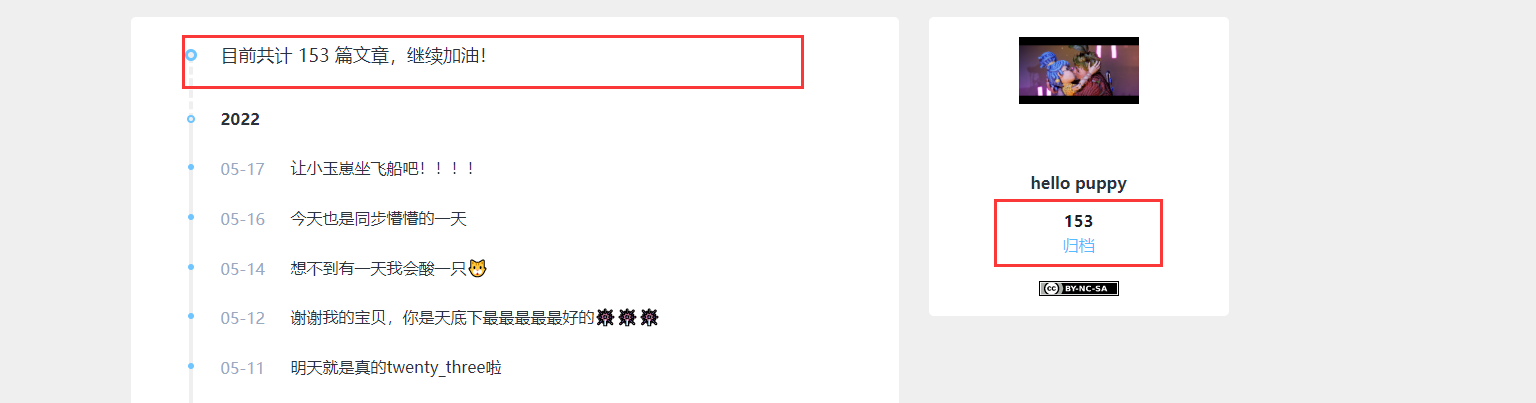 目前共计 153 篇文章，继续加油！
2022
05-17 让小玉崽坐飞船吧！！！！
05-16 今天也是同步懵懵的一天
05-14 想不到有一天我会酸一只🐱
05-12 谢谢我的宝贝，你是天底下最最最最最好的
05-11 明天就是真的twenty_three啦
hello puppy
153
归档
cc BY-NC-SA